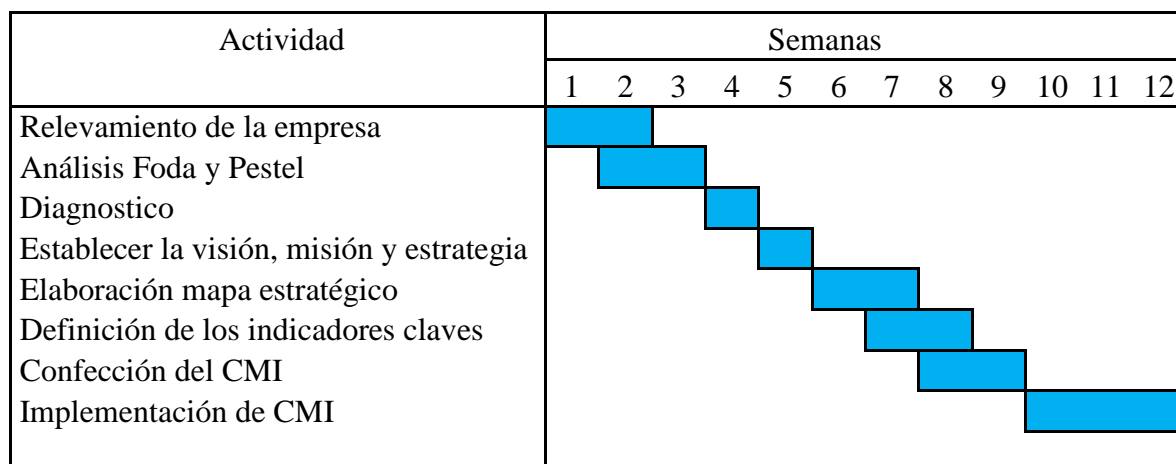 Actividad Semanas
1 2 3 4 5 6 7 8 9 10 11 12
Relevamiento de la empresa
Análisis Foda y Pestel
Diagnostico
Establecer la visión, misión y estrategia
Elaboración mapa estratégico
Definición de los indicadores claves
Confección del CMI
Implementación de CMI